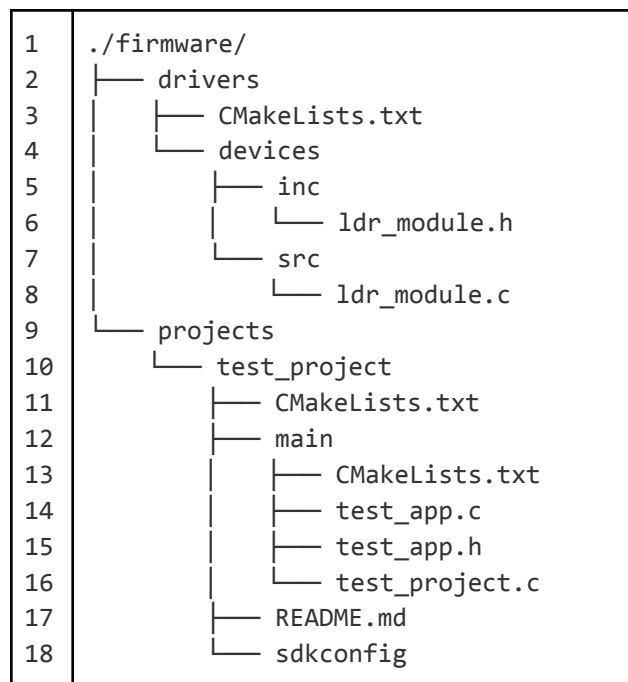 1 ./firmware/
2 ├── drivers
3 │   ├── CMakeLists.txt
4 │   └── devices
5 │       ├── inc
6 │       │   └── ldr_module.h
7 │       └── src
8 │           └── ldr_module.c
9 └── projects
10     └── test_project
11         ├── CMakeLists.txt
12         ├── main
13         │   ├── CMakeLists.txt
14         │   ├── test_app.c
15         │   ├── test_app.h
16         │   └── test_project.c
17         ├── README.md
18         └── sdkconfig